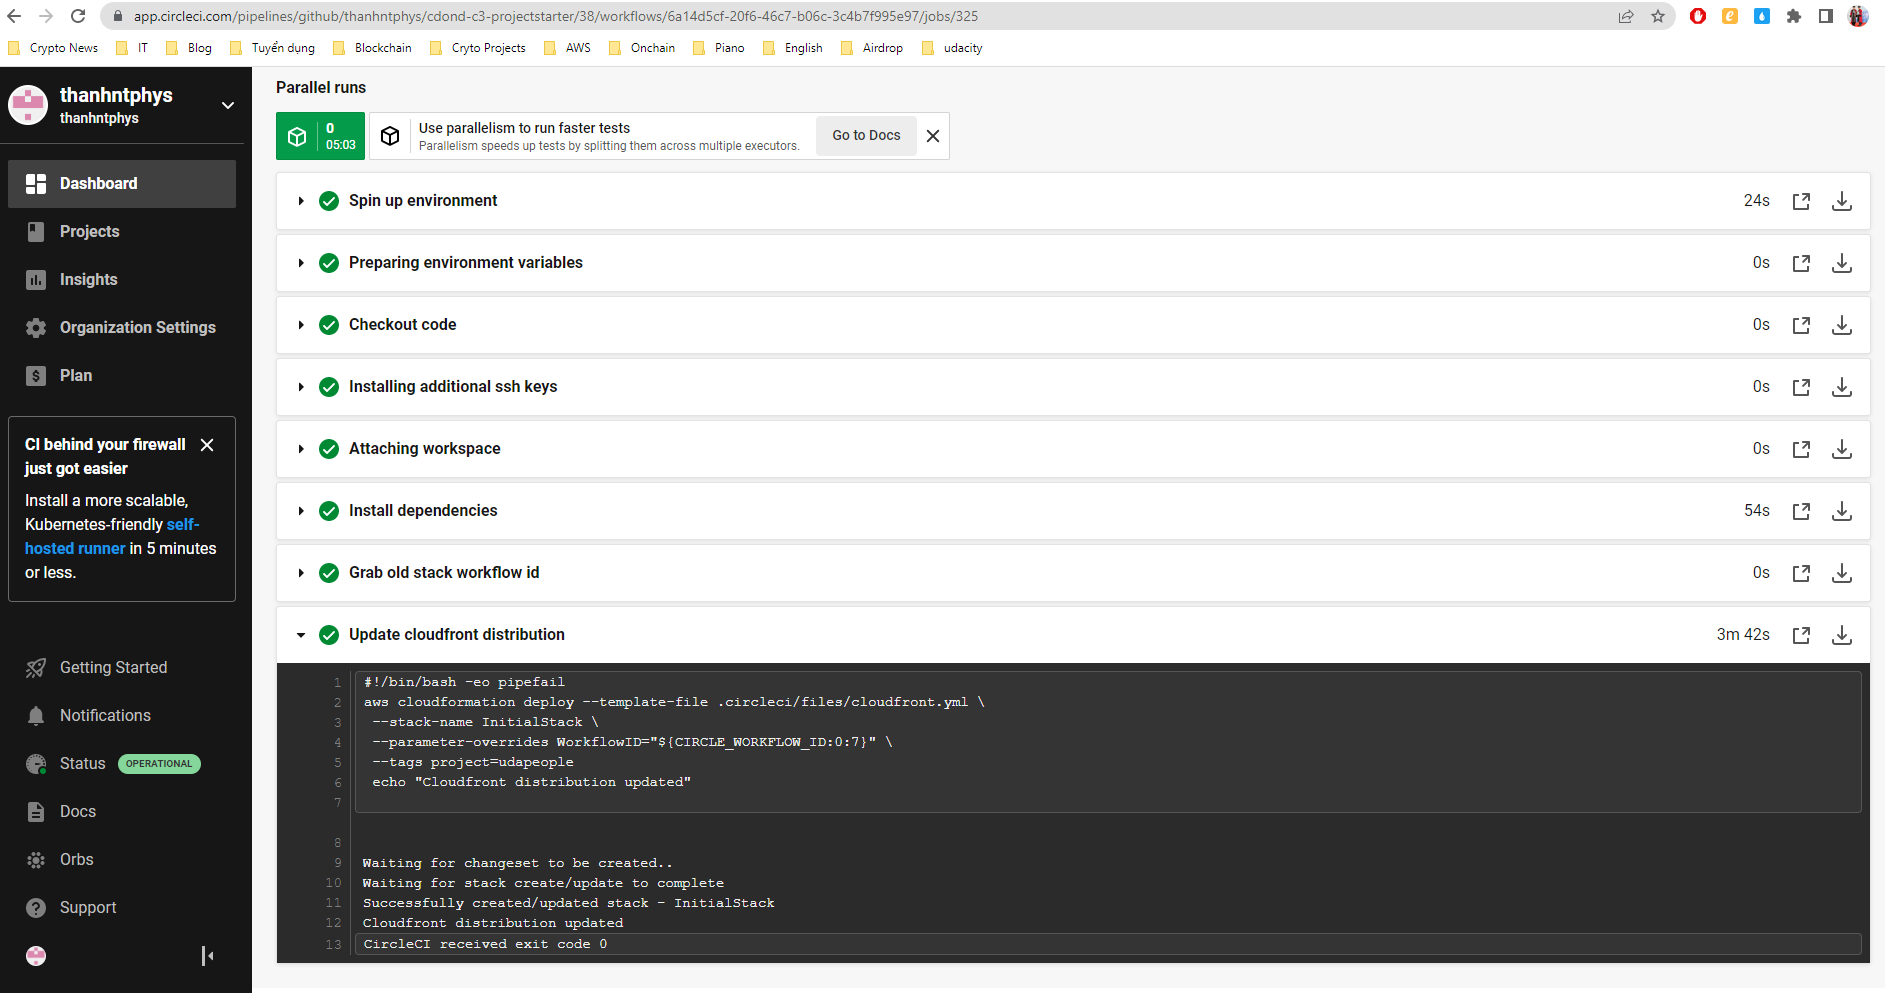 app.circleci.com/pipelines/github/thanhntphys/cdond-c3-projectstarter/38/workflows/6a14d5cf-20f6-46c7-b06c-3c4b7f995e97/jobs/325
Crypto News IT Blog Tuyển dụng Blockchain Cryto Projects AWS Onchain Piano English Airdrop udacity
thanhntphys
thanhntphys
Dashboard
Projects
Insights
Organization Settings
Plan
CI behind your firewall
just got easier
Install a more scalable,
Kubernetes-friendly self-
hosted runner in 5 minutes
or less.
Getting Started
Notifications
Status OPERATIONAL
Docs
Orbs
Support
Parallel runs
0
05:03
Use parallelism to run faster tests
Parallelism speeds up tests by splitting them across multiple executors.
Go to Docs
Spin up environment 24s
Preparing environment variables 0s
Checkout code 0s
Installing additional ssh keys 0s
Attaching workspace 0s
Install dependencies 54s
Grab old stack workflow id 0s
Update cloudfront distribution 3m 42s
1 #!/bin/bash -eo pipefail
2 aws cloudformation deploy --template-file .circleci/files/cloudfront.yml \
3 --stack-name InitialStack \
4 --parameter-overrides WorkflowID="${CIRCLE_WORKFLOW_ID:0:7}" \
5 --tags project=udapeople
6 echo "Cloudfront distribution updated"
7
8
9 Waiting for changeset to be created..
10 Waiting for stack create/update to complete
11 Successfully created/updated stack - InitialStack
12 Cloudfront distribution updated
13 CircleCI received exit code 0